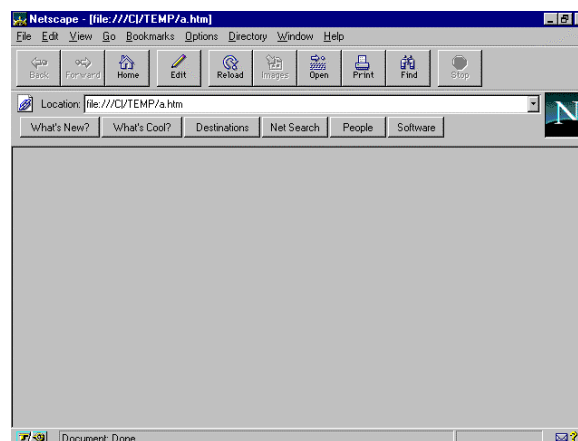 Netscape - [file:///C|/TEMP/a.htm]
File Edit View Go Bookmarks Options Directory Window Help
Back Forward Home Edit Reload Images Open Print Find Stop
Location: file:///C|/TEMP/a.htm
N
What's New? What's Cool? Destinations Net Search People Software
Document: Done
?